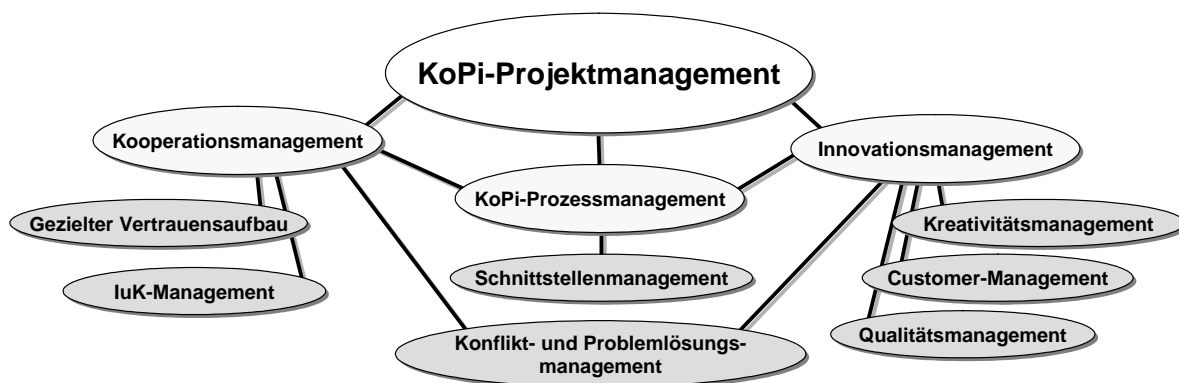 KoPi-Projektmanagement
Kooperationsmanagement
Innovationsmanagement
KoPi-Prozessmanagement
Gezielter Vertrauensaufbau
Kreativitätsmanagement
IuK-Management
Schnittstellenmanagement
Customer-Management
Qualitätsmanagement
Konflikt- und Problemlösungs-
management